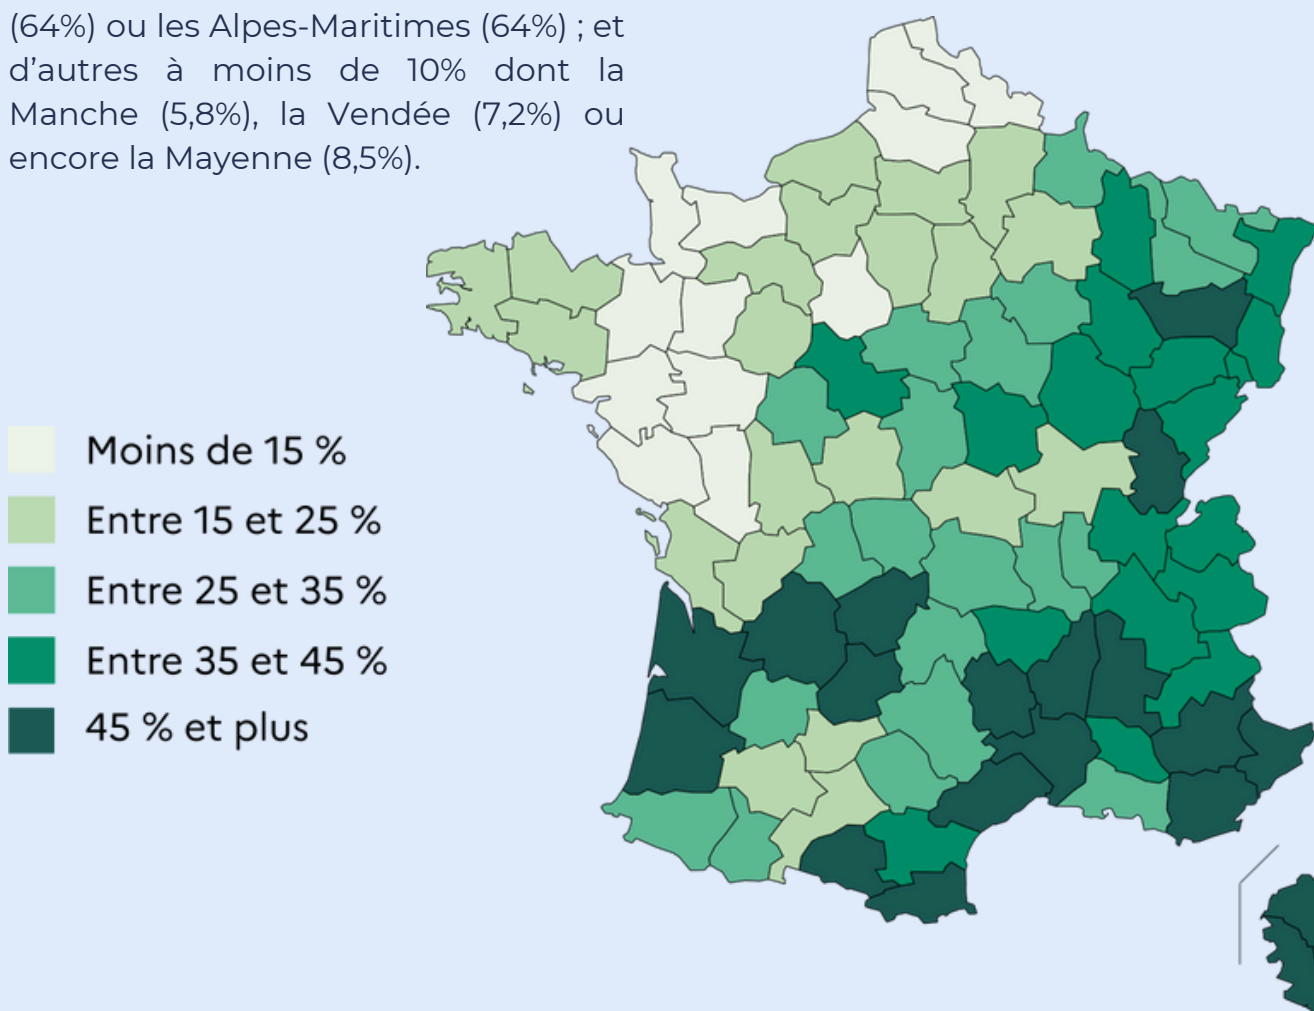 (64%) ou les Alpes-Maritimes (64%) ; et
d’autres à moins de 10% dont la
Manche (5,8%), la Vendée (7,2%) ou
encore la Mayenne (8,5%).
Moins de 15 %
Entre 15 et 25 %
Entre 25 et 35 %
Entre 35 et 45 %
45 % et plus